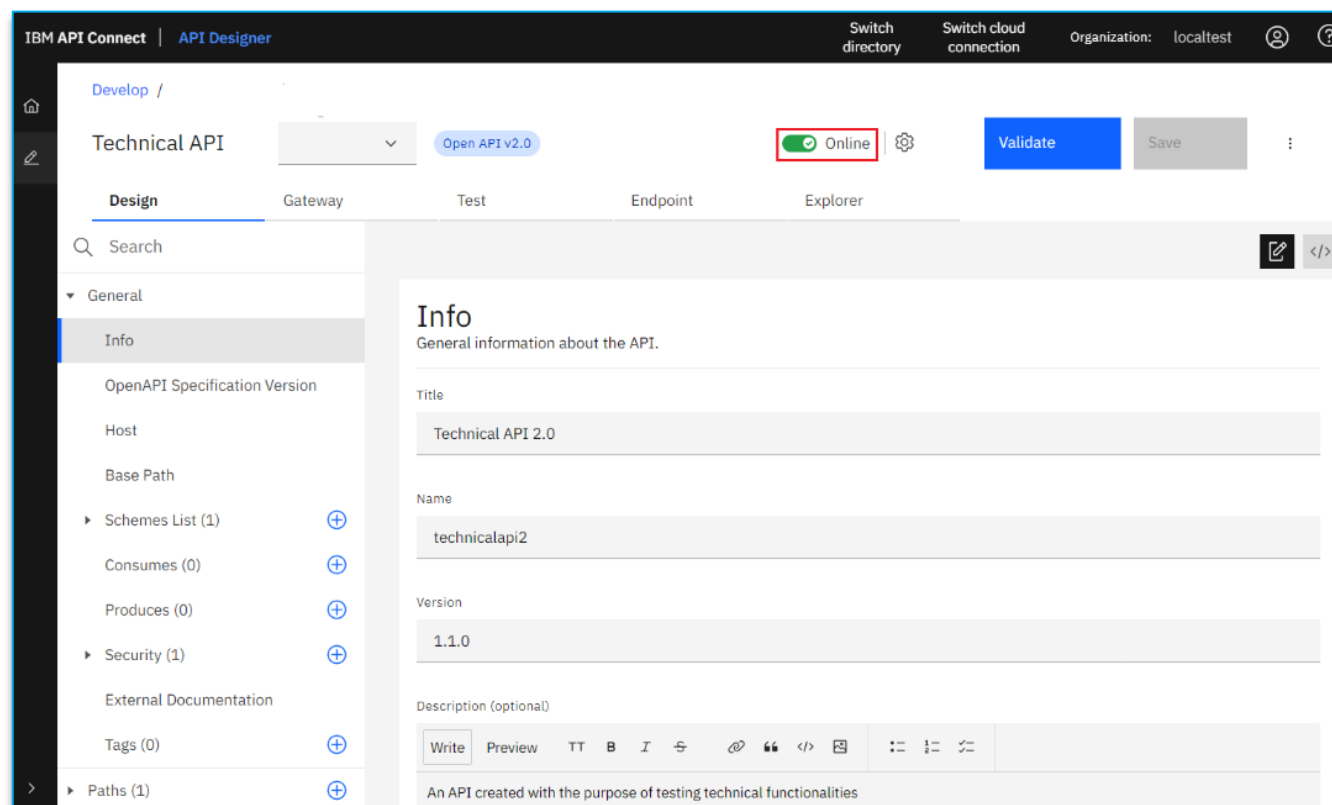 IBM API Connect | API Designer
Switch directory
Switch cloud connection
Organization: localtest
Develop /
Technical API
Open API v2.0
Online
Validate
Save
Design
Gateway
Test
Endpoint
Explorer
Search
General
Info
OpenAPI Specification Version
Host
Base Path
Schemes List (1)
Consumes (0)
Produces (0)
Security (1)
External Documentation
Tags (0)
Paths (1)
Info
General information about the API.
Title
Technical API 2.0
Name
technicalapi2
Version
1.1.0
Description (optional)
Write Preview TT B I S
An API created with the purpose of testing technical functionalities